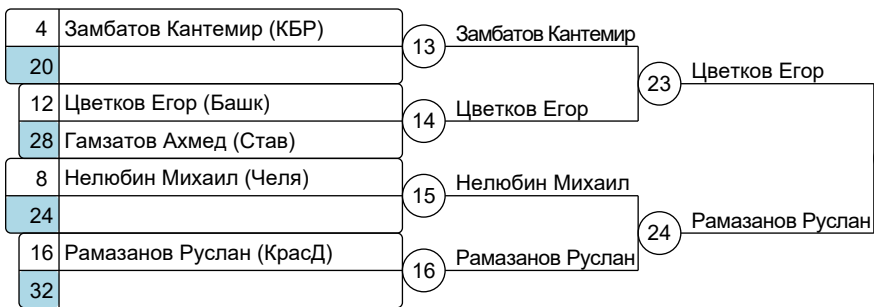 4 Замбатов Кантемир (КБР)
20
12 Цветков Егор (Башк)
28 Гамзатов Ахмед (Став)
8 Нелюбин Михаил (Челя)
24
16 Рамазанов Руслан (КрасД)
32
13 Замбатов Кантемир
14 Цветков Егор
15 Нелюбин Михаил
16 Рамазанов Руслан
23 Цветков Егор
24 Рамазанов Руслан